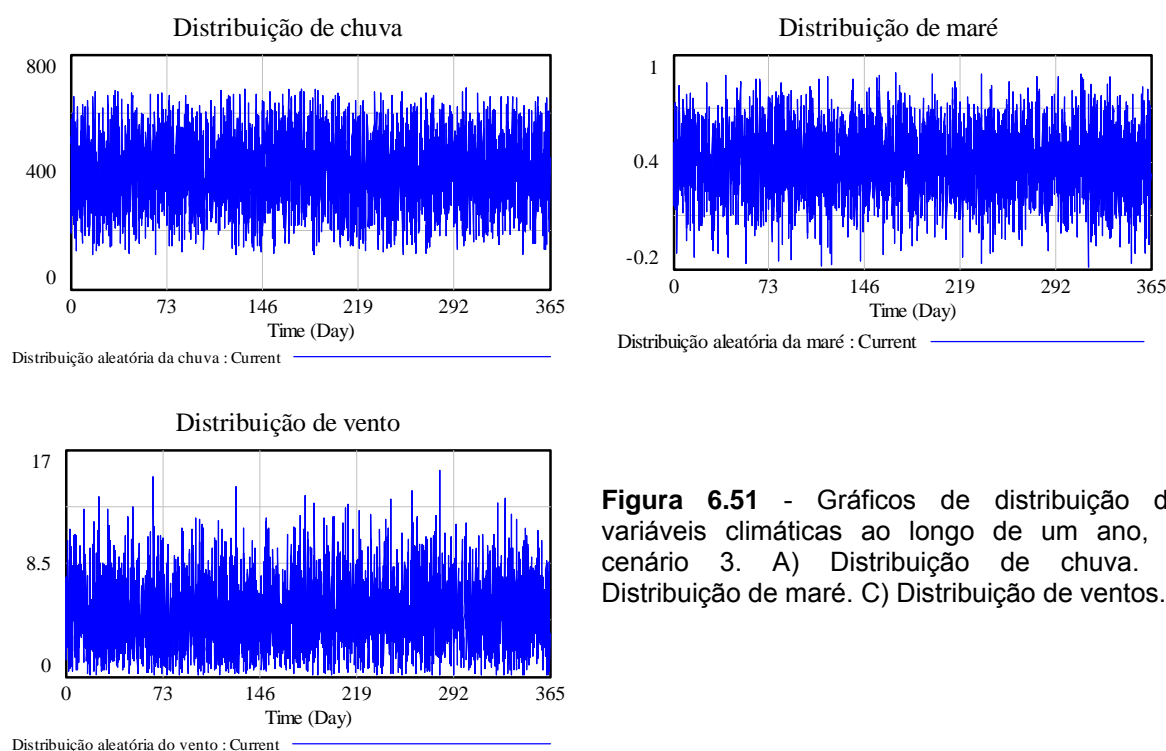 Distribuição de chuva
800
400
0
0 73 146 219 292 365
Time (Day)
Distribuição aleatória da chuva : Current
Distribuição de maré
1
0.4
-0.2
0 73 146 219 292 365
Time (Day)
Distribuição aleatória da maré : Current
Distribuição de vento
17
8.5
0
0 73 146 219 292 365
Time (Day)
Distribuição aleatória do vento : Current
Figura 6.51 - Gráficos de distribuição
variáveis climáticas ao longo de um ano,
cenário 3. A) Distribuição de chuva.
Distribuição de maré. C) Distribuição de ventos.